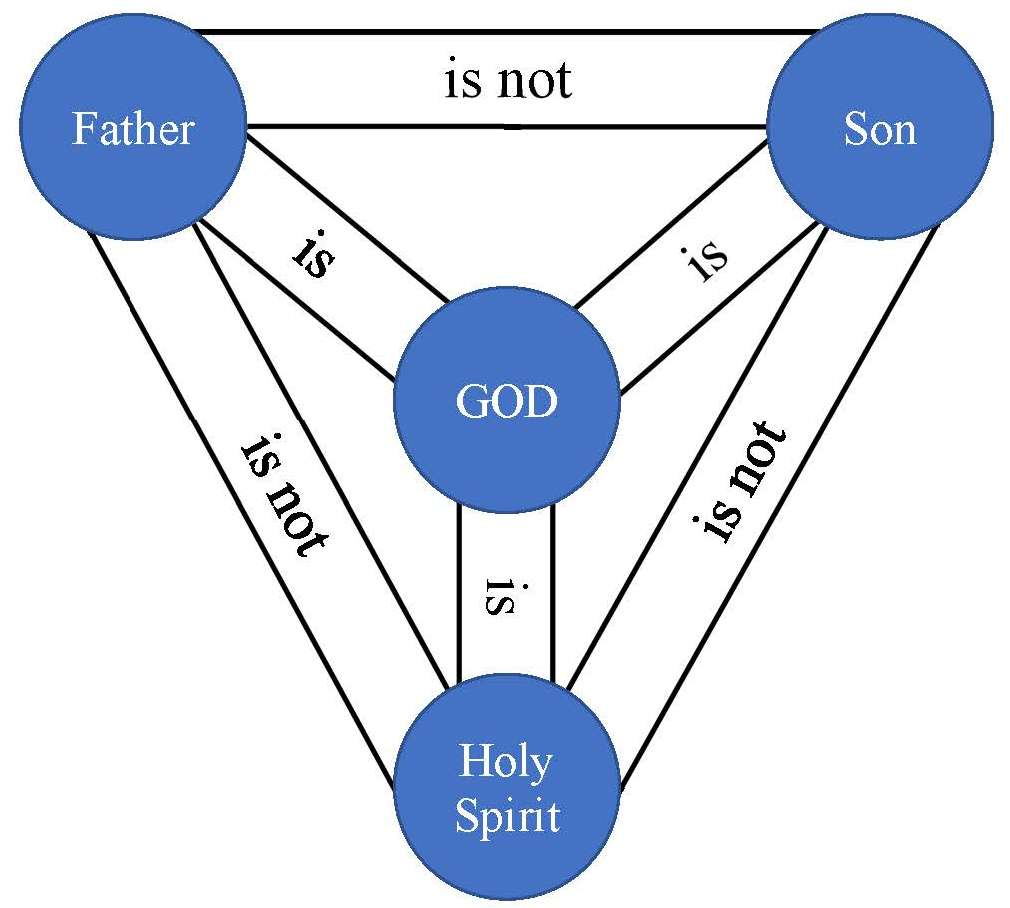 is not
Father
Son
is
is
GOD
is not
is not
is
Holy
Spirit